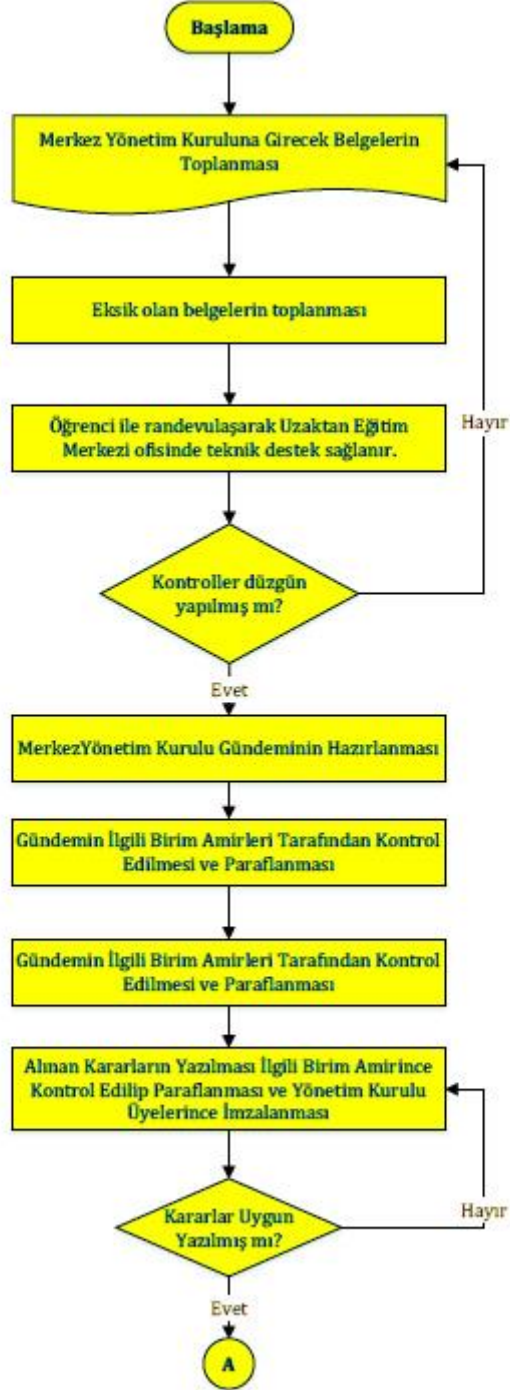 Başlama
Merkez Yönetim Kuruluna Girecek Belgelerin
Toplanması
Eksik olan belgelerin toplanması
Öğrenci ile randevulaşarak Uzaktan Eğitim
Merkezi ofisinde teknik destek sağlanır.
Hayır
Kontroller düzgün
yapılmış mı?
Evet
MerkezYönetim Kurulu Gündeminin Hazırlanması
Gündemin İlgili Birim Amirleri Tarafından Kontrol
Edilmesi ve Paraflanması
Gündemin İlgili Birim Amirleri Tarafından Kontrol
Edilmesi ve Paraflanması
Alınan Kararların Yazılması İlgili Birim Amirince
Kontrol Edilip Paraflanması ve Yönetim Kurulu
Üyelerince İmzalanması
Hayır
Kararlar Uygun
Yazılmış mı?
Evet
A